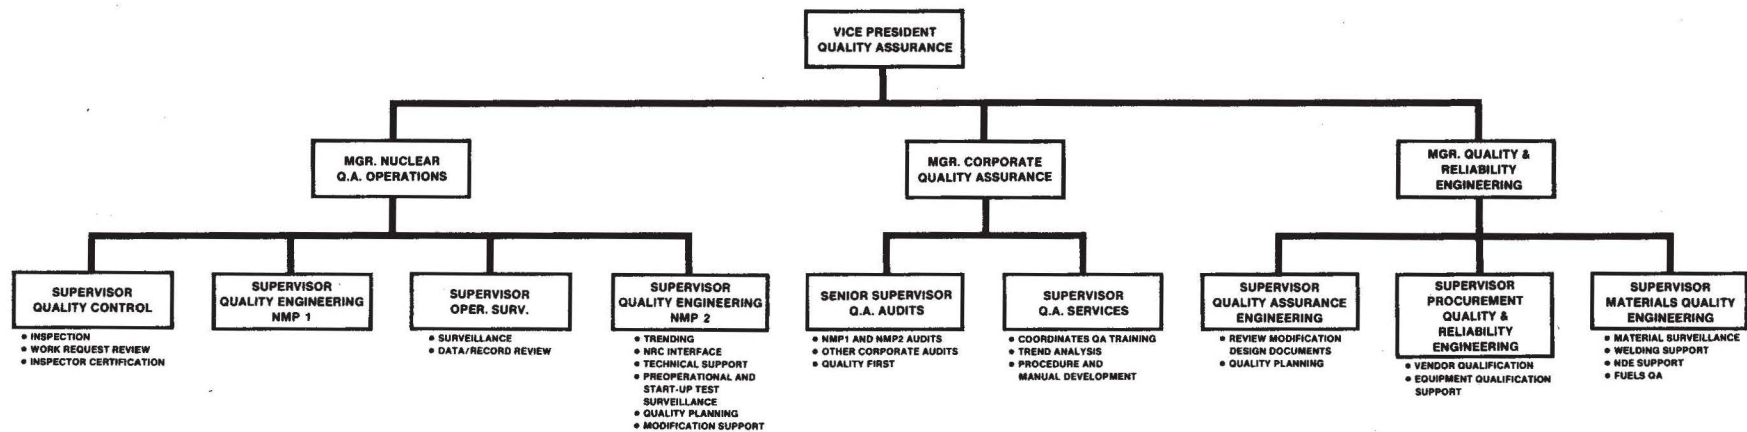 VICE PRESIDENT
QUALITY ASSURANCE
MGR. NUCLEAR
Q.A. OPERATIONS
MGR. CORPORATE
QUALITY ASSURANCE
MGR. QUALITY &
RELIABILITY
ENGINEERING
SUPERVISOR
QUALITY CONTROL
• INSPECTION
• WORK REQUEST REVIEW
• INSPECTOR CERTIFICATION
SUPERVISOR
QUALITY ENGINEERING
NMP 1
SUPERVISOR
OPER. SURV.
• SURVEILLANCE
• DATA/RECORD REVIEW
SUPERVISOR
QUALITY ENGINEERING
NMP 2
• TRENDING
• NRC INTERFACE
• TECHNICAL SUPPORT
• PREOPERATIONAL AND
START-UP TEST
SURVEILLANCE
• QUALITY PLANNING
• MODIFICATION SUPPORT
SENIOR SUPERVISOR
Q.A. AUDITS
• NMP1 AND NMP2 AUDITS
• OTHER CORPORATE AUDITS
• QUALITY FIRST
SUPERVISOR
Q.A. SERVICES
• COORDINATES QA TRAINING
• TREND ANALYSIS
• PROCEDURE AND
MANUAL DEVELOPMENT
SUPERVISOR
QUALITY ASSURANCE
ENGINEERING
• REVIEW MODIFICATION
DESIGN DOCUMENTS
• QUALITY PLANNING
SUPERVISOR
PROCUREMENT
QUALITY &
RELIABILITY
ENGINEERING
• VENDOR QUALIFICATION
• EQUIPMENT QUALIFICATION
SUPPORT
SUPERVISOR
MATERIALS QUALITY
ENGINEERING
• MATERIAL SURVEILLANCE
• WELDING SUPPORT
• NDE SUPPORT
• FUELS QA